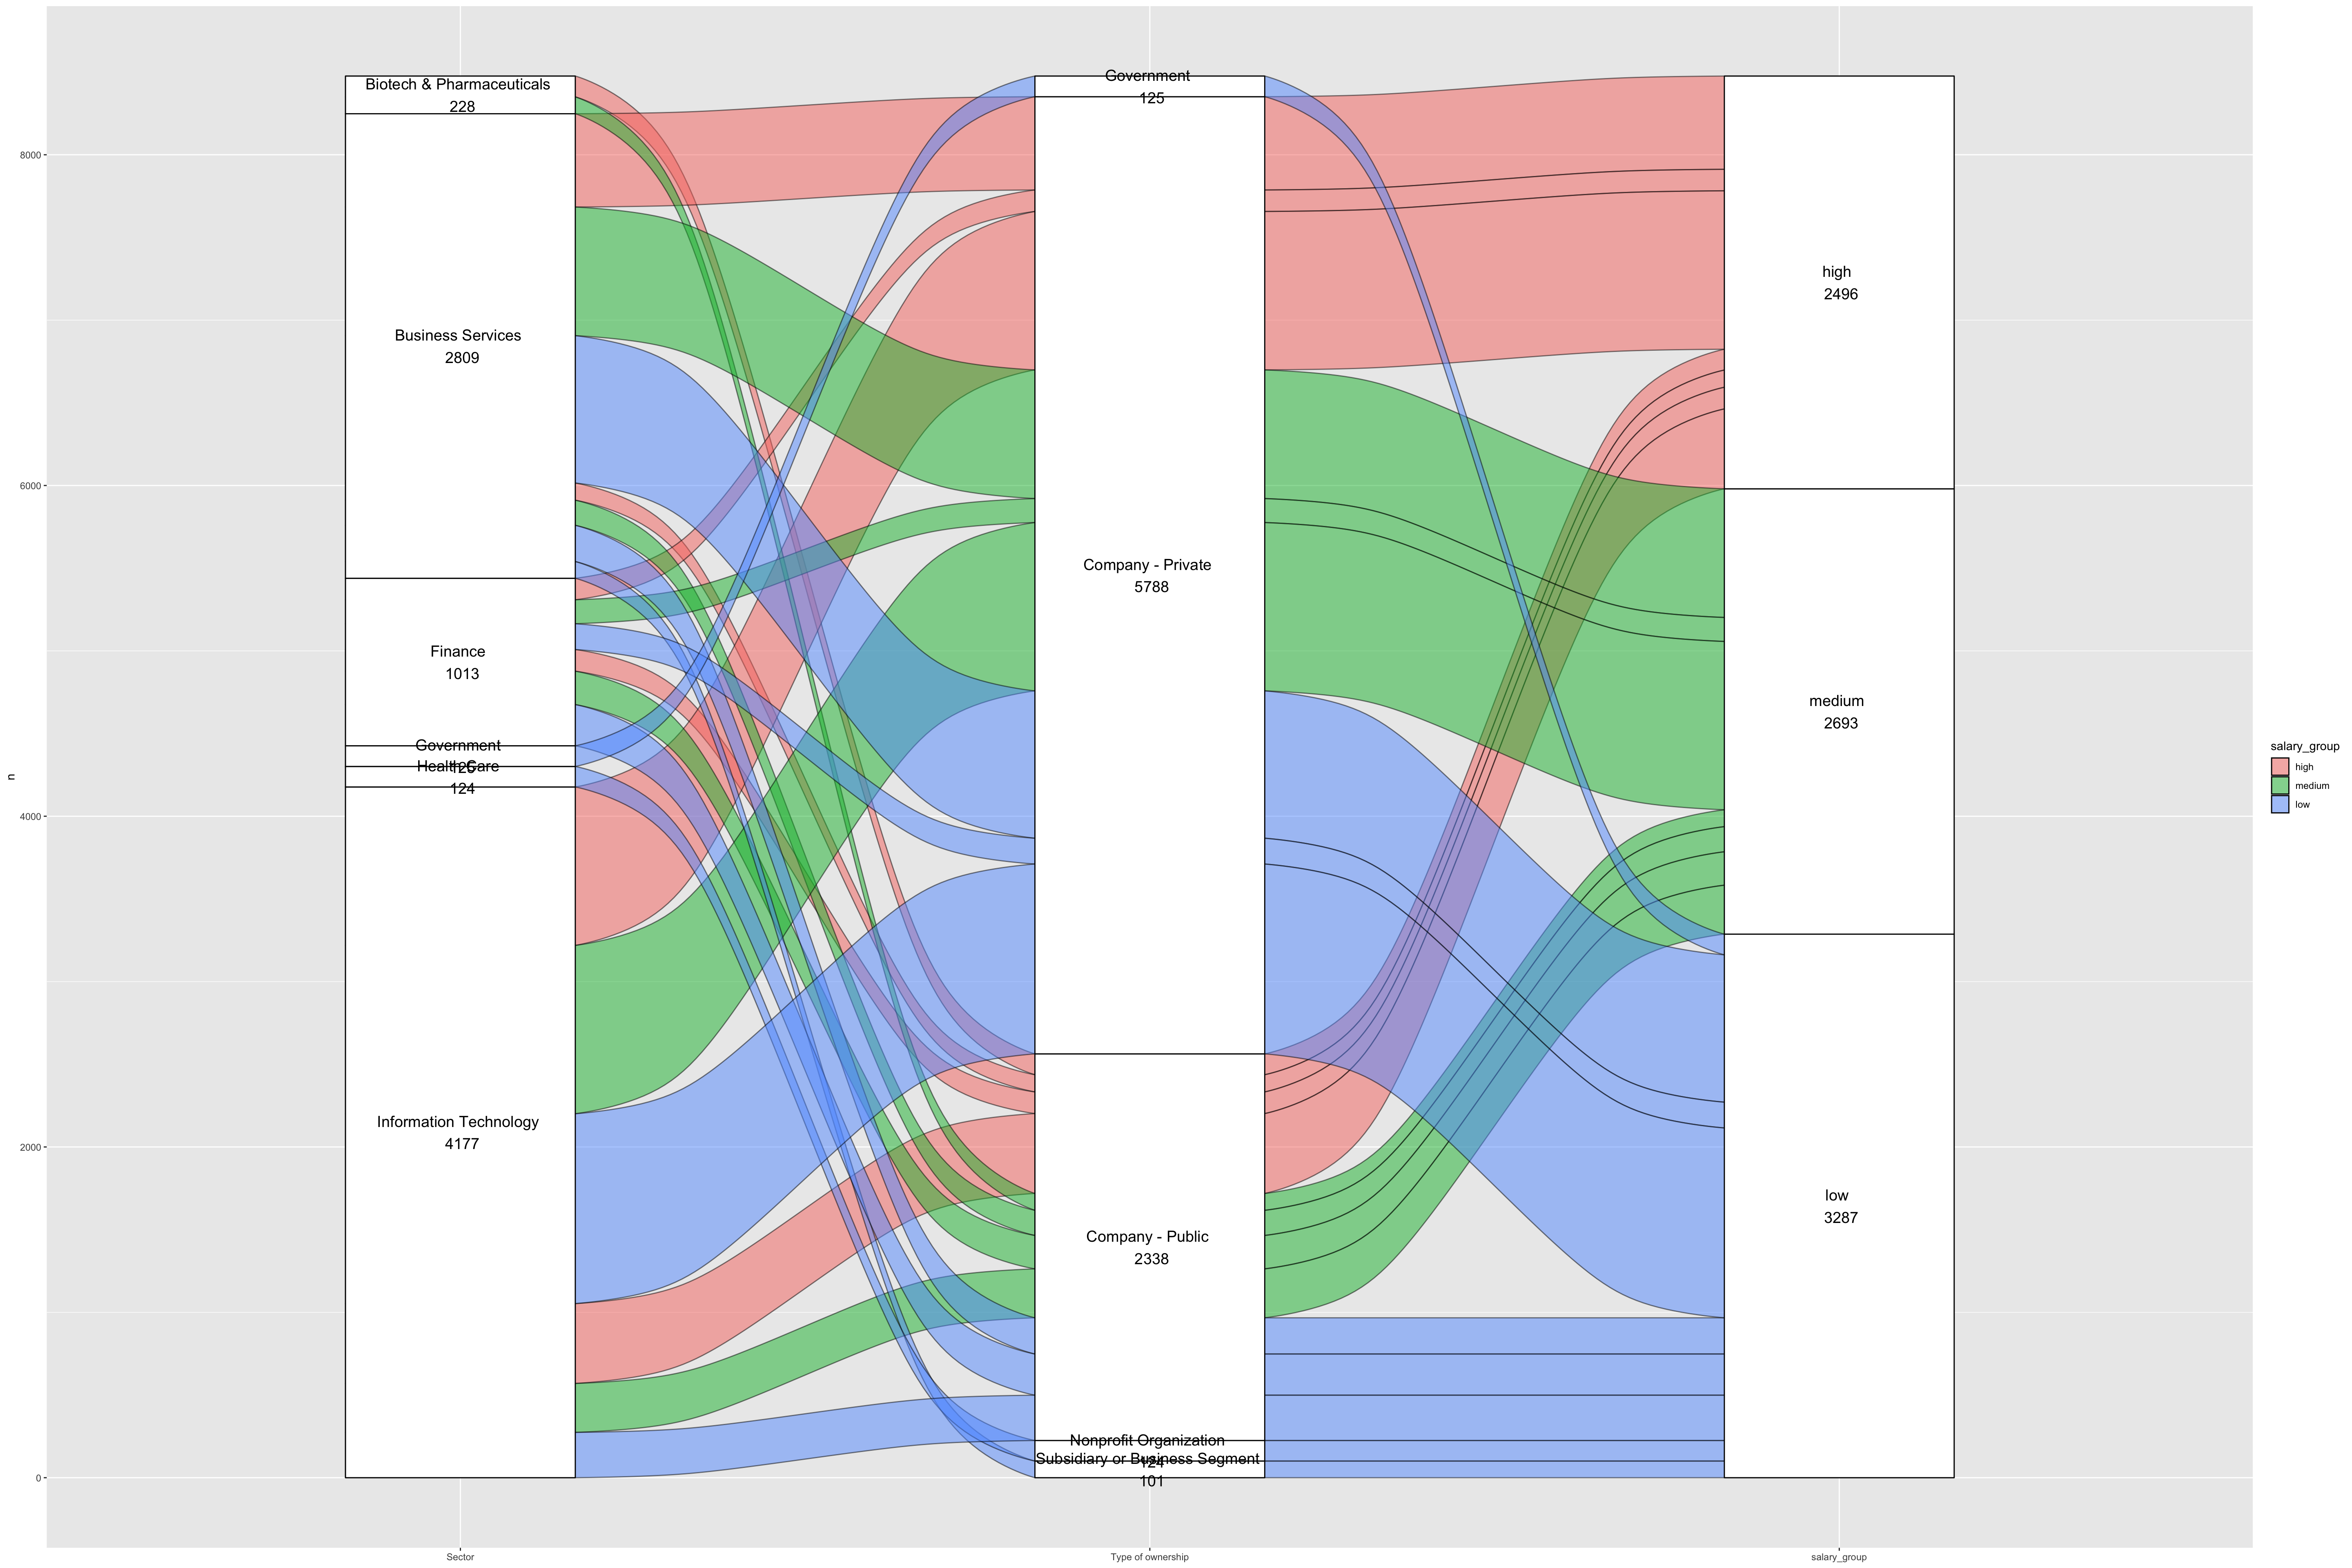 n
8000
6000
4000
2000
0
Biotech & Pharmaceuticals
228
Business Services
2809
Finance
1013
Government
Health Care
124
Information Technology
4177
Government
125
Company - Private
5788
Company - Public
2338
Nonprofit Organization
124
Subsidiary or Business Segment
101
high
2496
medium
2693
low
3287
Sector
Type of ownership
salary_group
salary_group
high
medium
low